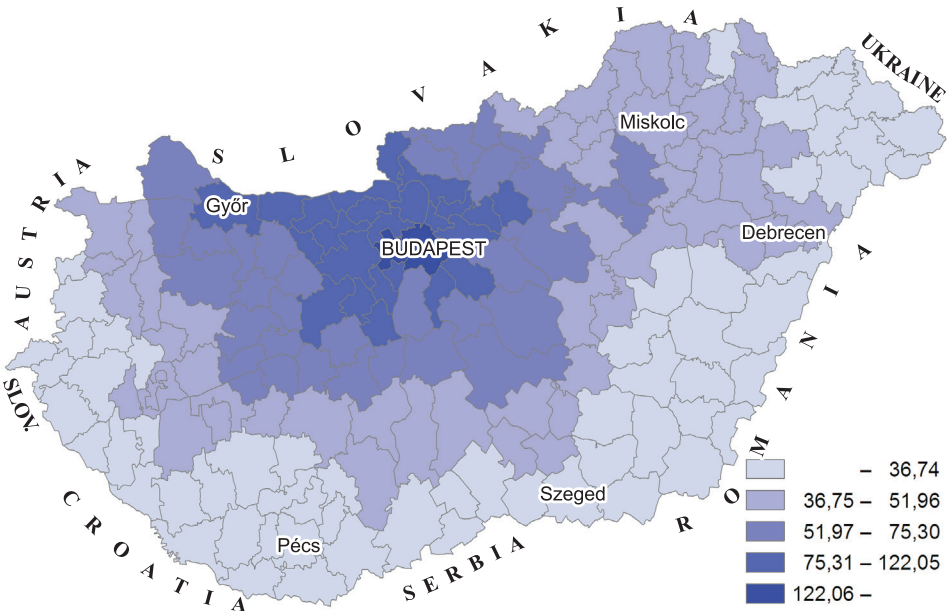 S L O V A K I A
UKRAINE
AUSTRIA
Miskolc
Győr
Debrecen
BUDAPEST
SLOV.
ROMANIA
Szeged
Pécs
CROATIA
SERBIA
– 36,74
36,75 – 51,96
51,97 – 75,30
75,31 – 122,05
122,06 –